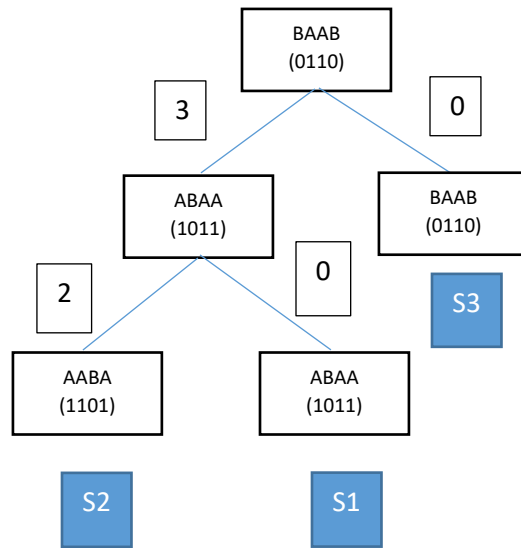 BAAB
(0110)
3
0
ABAA
(1011)
BAAB
(0110)
2
0
S3
AABA
(1101)
ABAA
(1011)
S2
S1